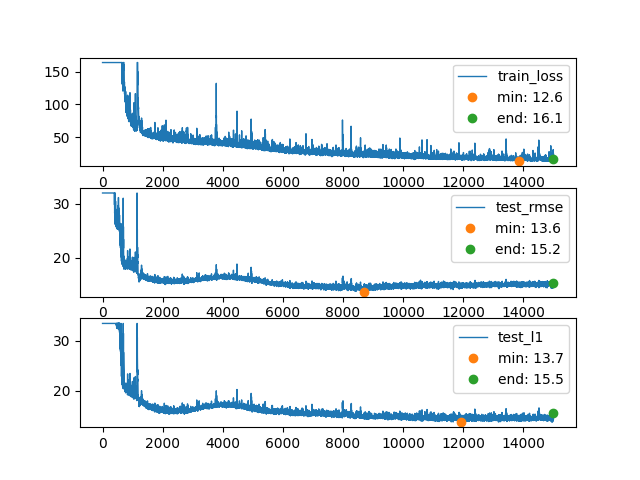 150
100
50
train_loss
min: 12.6
end: 16.1
0 2000 4000 6000 8000 10000 12000 14000
30
20
test_rmse
min: 13.6
end: 15.2
0 2000 4000 6000 8000 10000 12000 14000
30
20
test_l1
min: 13.7
end: 15.5
0 2000 4000 6000 8000 10000 12000 14000